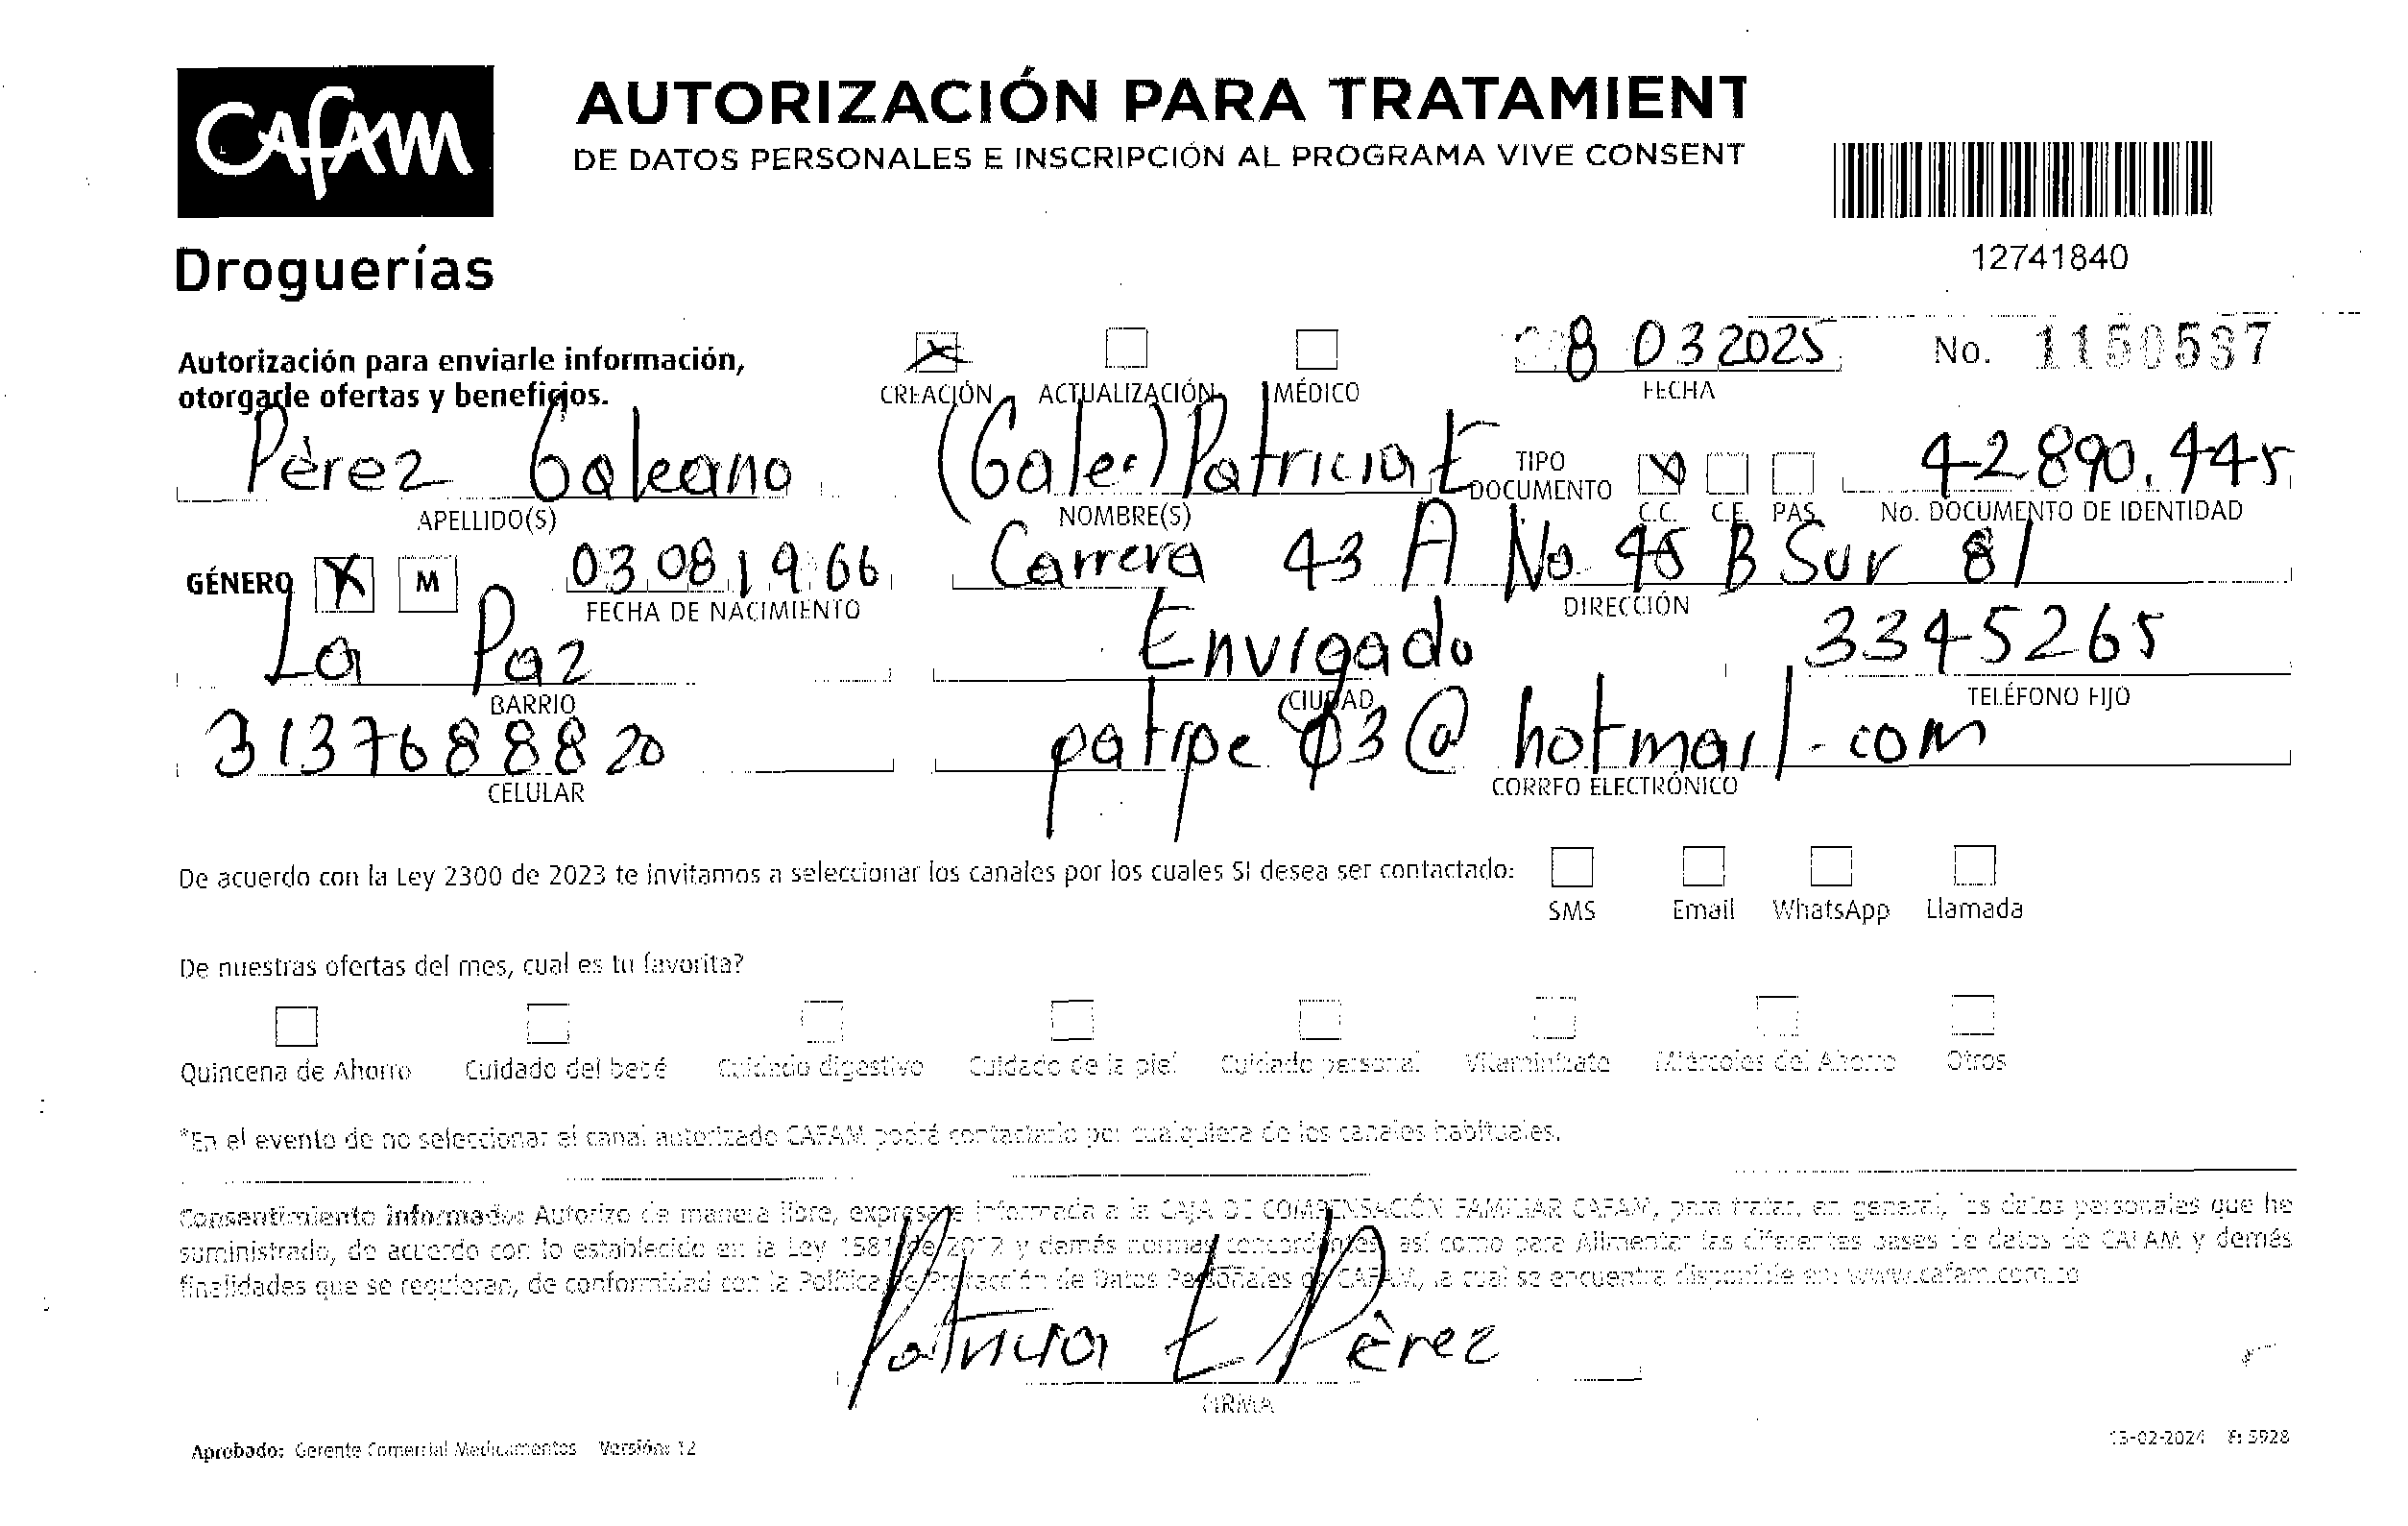 CAFAM
AUTORIZACIÓN PARA TRATAMIENT
DE DATOS PERSONALES E INSCRIPCIÓN AL PROGRAMA VIVE CONSENT
Droguerías
12741840
Autorización para enviarle información,
otorgarle ofertas y beneficios.
CREACIÓN ACTUALIZACIÓN MÉDICO
8 03 2025
FECHA
No. 1150537
Pérez Galeano
APELLIDO(S)
(Gale) Patricia E
NOMBRE(S)
TIPO DOCUMENTO
C.C. C.E. PAS
42890.445
No. DOCUMENTO DE IDENTIDAD
GÉNERO X M
03 08 1966
FECHA DE NACIMIENTO
Carrera 43 A No 46 B Sur 81
DIRECCIÓN
La Paz
BARRIO
Envigado
CIUDAD
3345265
TELÉFONO FIJO
3137688820
CELULAR
patipe03@hotmail.com
CORREO ELECTRÓNICO
De acuerdo con la Ley 2300 de 2023 te invitamos a seleccionar los canales por los cuales SI desea ser contactado:
SMS Email WhatsApp Llamada
De nuestras ofertas del mes, cual es tu favorita?
Quincena de Ahorro Cuidado del bebé Cuidado digestivo Cuidado de la piel Cuidado personal Vitamínizate Miércoles del Ahorro Otros
*En el evento de no seleccionar el canal autorizado CAFAM podrá contactarlo por cualquiera de los canales habituales.
Consentimiento informado: Autorizo de manera libre, expresa e informada a la CAJA DE COMPENSACIÓN FAMILIAR CAFAM, para tratar, en general, los datos personales que he
suministrado, de acuerdo con lo establecido en la Ley 1581 de 2012 y demás normas concordantes, así como para Alimentar las diferentes bases de datos de CAFAM y demás
finalidades que se requieran, de conformidad con la Política de Protección de Datos Personales de CAFAM, la cual se encuentra disponible en: www.cafam.com.co
Patricia E Pérez
FIRMA
Aprobado: Gerente Comercial Medicamentos Versión: 12
13-02-2024 F: 5928